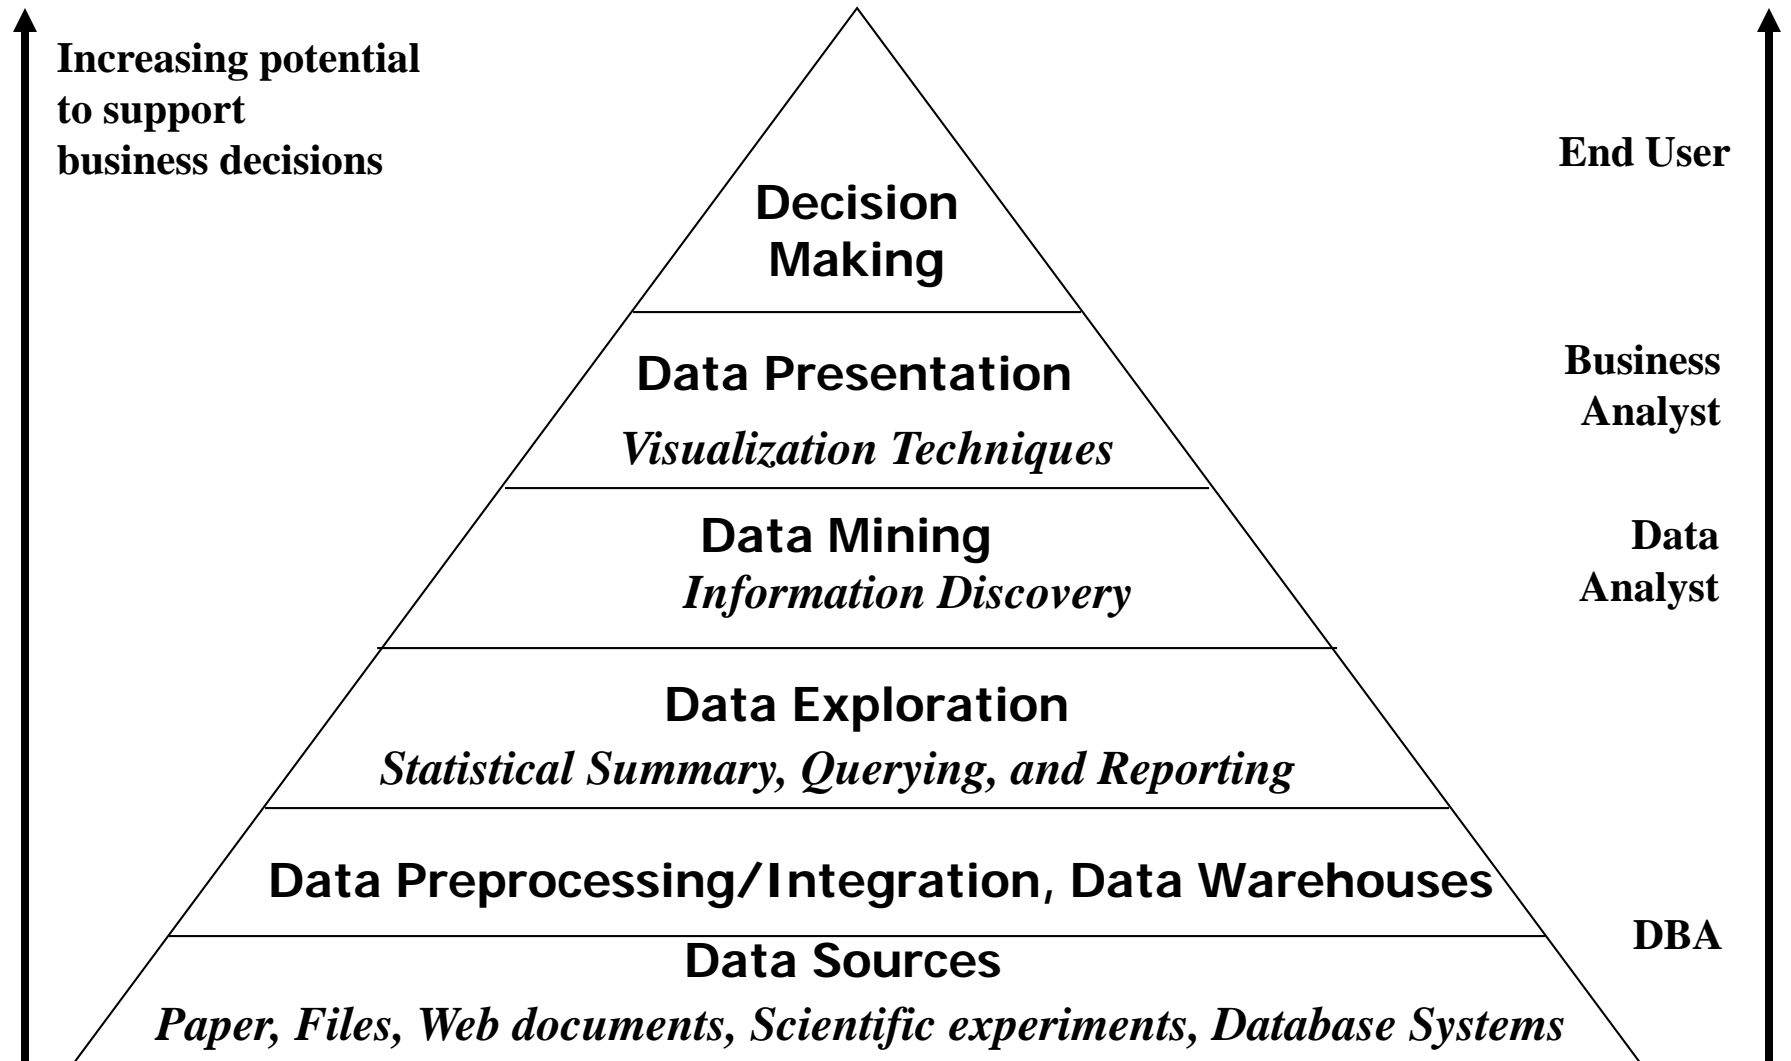 Increasing potential
to support
business decisions
End User
Decision
Making
Data Presentation
Visualization Techniques
Business
Analyst
Data Mining
Information Discovery
Data
Analyst
Data Exploration
Statistical Summary, Querying, and Reporting
Data Preprocessing/Integration, Data Warehouses
DBA
Data Sources
Paper, Files, Web documents, Scientific experiments, Database Systems